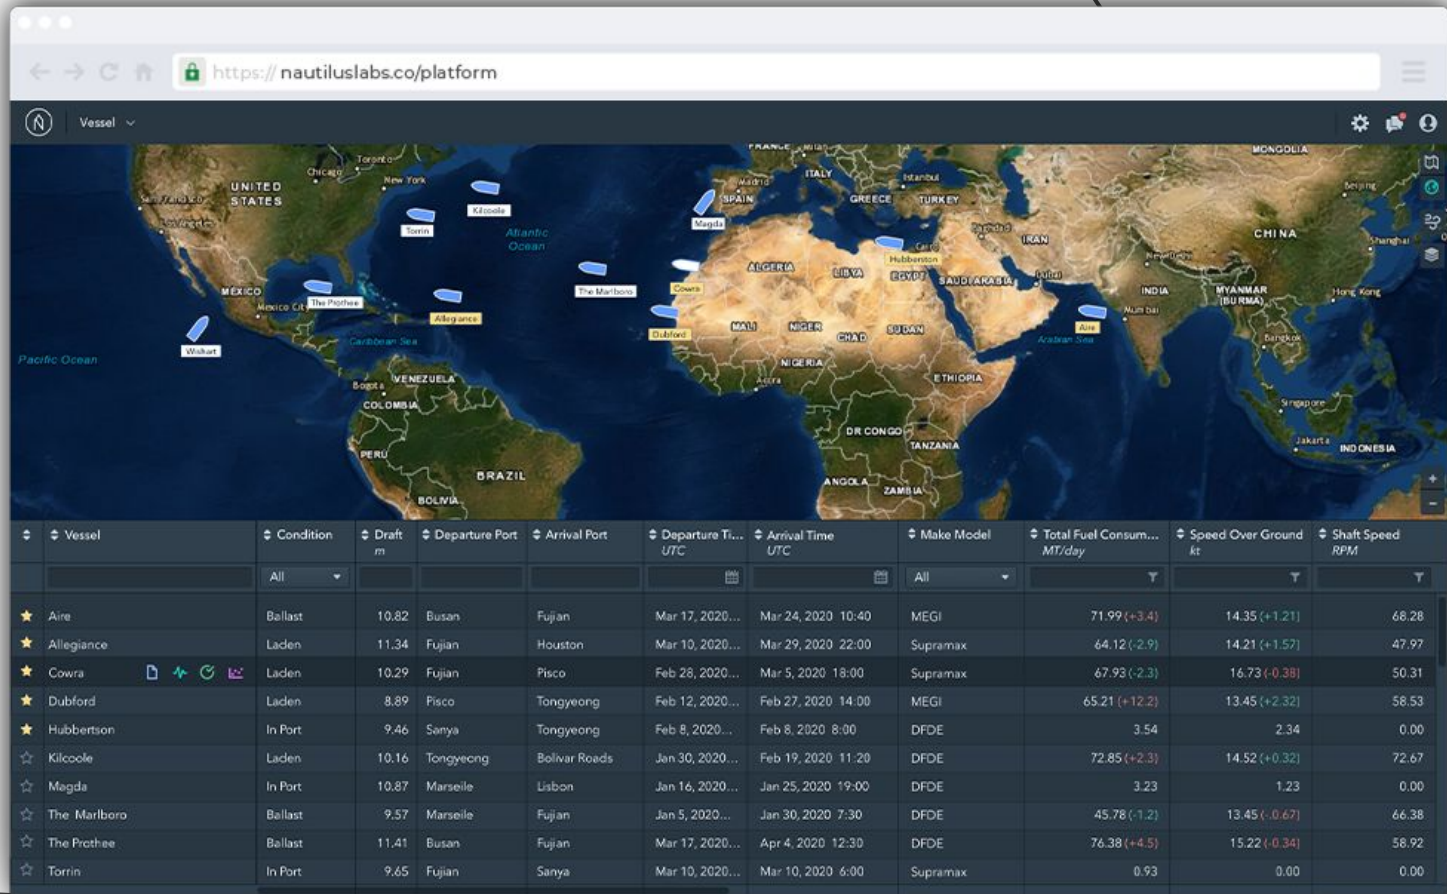 https:// nautiluslabs.co/platform
Vessel
Toronto
Chicago
New York
UNITED
STATES
San Francisco
Los Angeles
Kilcoole
Torrin
Atlantic
Ocean
MÉXICO
Mexico City
The Prothee
The Marlboro
Allegiance
Wishart
Caribbean Sea
Pacific Ocean
Bogota
VENEZUELA
COLOMBIA
PERÚ
BRAZIL
BOLIVIA
FRANCE
Milan
ITALY
Madrid
SPAIN
GREECE
Istanbul
TURKEY
Magda
Baghdad
IRAN
Cairo
Hubberston
ALGERIA
LIBYA
EGYPT
SAUDI ARABIA
Dubai
Cowra
Dubford
MALI
NIGER
CHAD
SUDAN
NIGERIA
Accra
ETHIOPIA
DR CONGO
TANZANIA
ANGOLA
ZAMBIA
MONGOLIA
Beijing
CHINA
Shanghai
New Delhi
INDIA
MYANMAR
(BURMA)
Hong Kong
Mumbai
Aire
Arabian Sea
Bangkok
Singapore
Jakarta
INDONESIA
+
−
Vessel Condition Draft Departure Port Arrival Port Departure Ti... Arrival Time Make Model Total Fuel Consum... Speed Over Ground Shaft Speed
m UTC UTC MT/day kt RPM
All All
Aire Ballast 10.82 Busan Fujian Mar 17, 2020... Mar 24, 2020 10:40 MEGI 71.99 (+3.4) 14.35 (+1.21) 68.28
Allegiance Laden 11.34 Fujian Houston Mar 10, 2020... Mar 29, 2020 22:00 Supramax 64.12 (-2.9) 14.21 (+1.57) 47.97
Cowra Laden 10.29 Fujian Pisco Feb 28, 2020... Mar 5, 2020 18:00 Supramax 67.93 (-2.3) 16.73 (-0.38) 50.31
Dubford Laden 8.89 Pisco Tongyeong Feb 12, 2020... Feb 27, 2020 14:00 MEGI 65.21 (+12.2) 13.45 (+2.32) 58.53
Hubbertson In Port 9.46 Sanya Tongyeong Feb 8, 2020... Feb 8, 2020 8:00 DFDE 3.54 2.34 0.00
Kilcoole Laden 10.16 Tongyeong Bolivar Roads Jan 30, 2020... Feb 19, 2020 11:20 DFDE 72.85 (+2.3) 14.52 (+0.32) 72.67
Magda In Port 10.87 Marseile Lisbon Jan 16, 2020... Jan 25, 2020 19:00 DFDE 3.23 1.23 0.00
The Marlboro Ballast 9.57 Marseile Fujian Jan 5, 2020... Jan 30, 2020 7:30 DFDE 45.78 (-1.2) 13.45 (-.0.67) 66.38
The Prothee Ballast 11.41 Busan Fujian Mar 17, 2020... Apr 4, 2020 12:30 DFDE 76.38 (+4.5) 15.22 (-0.34) 58.92
Torrin In Port 9.65 Fujian Sanya Mar 10, 2020... Mar 10, 2020 6:00 Supramax 0.93 0.00 0.00